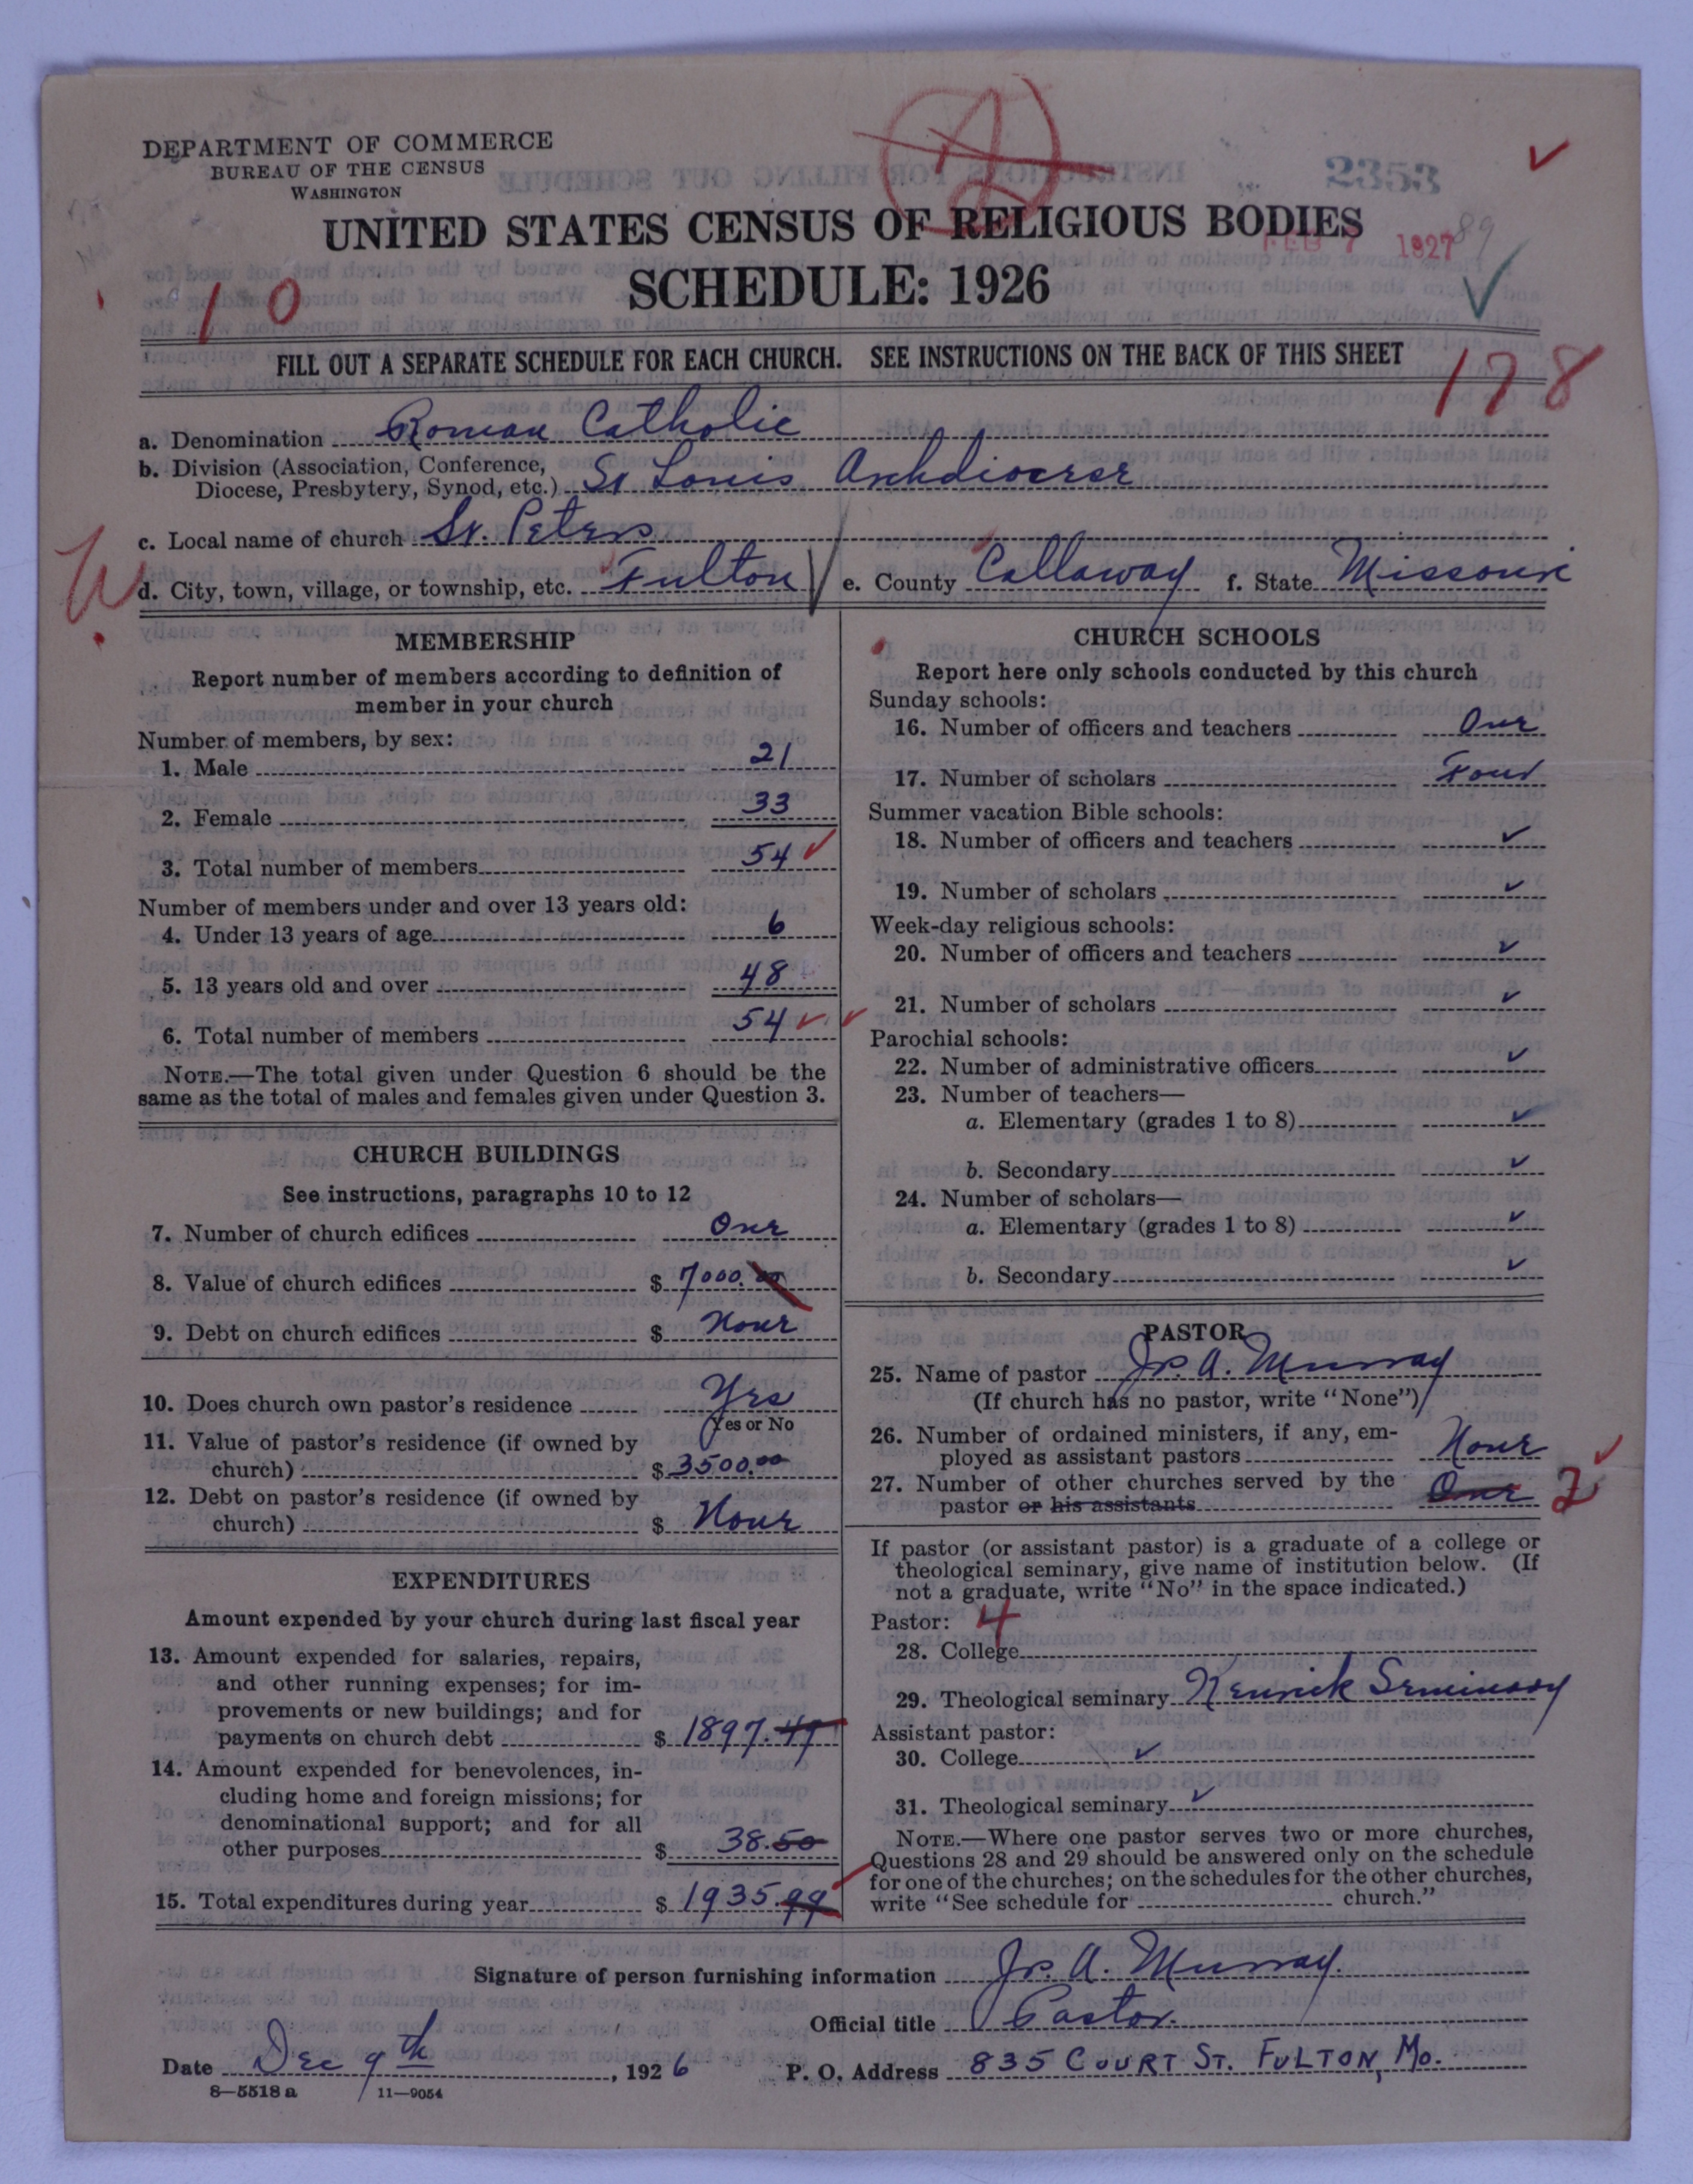 DEPARTMENT OF COMMERCE
BUREAU OF THE CENSUS
WASHINGTON
2353
UNITED STATES CENSUS OF RELIGIOUS BODIES
FEB 7 1927
89
SCHEDULE: 1926
10
FILL OUT A SEPARATE SCHEDULE FOR EACH CHURCH. SEE INSTRUCTIONS ON THE BACK OF THIS SHEET
178
a. Denomination Roman Catholic
b. Division (Association, Conference,
Diocese, Presbytery, Synod, etc.) St Louis Archdiocese
c. Local name of church St. Peters
W
d. City, town, village, or township, etc. Fulton e. County Callaway f. State Missouri
MEMBERSHIP
Report number of members according to definition of
member in your church
Number of members, by sex:
1. Male 21
2. Female 33
3. Total number of members 54 ✓
Number of members under and over 13 years old:
4. Under 13 years of age 6
5. 13 years old and over 48
6. Total number of members 54 ✓ ✓
NOTE.—The total given under Question 6 should be the
same as the total of males and females given under Question 3.
CHURCH BUILDINGS
See instructions, paragraphs 10 to 12
7. Number of church edifices One
8. Value of church edifices $ 7000.00
9. Debt on church edifices $ None
10. Does church own pastor's residence Yes
Yes or No
11. Value of pastor's residence (if owned by
church) $ 3500.00
12. Debt on pastor's residence (if owned by
church) $ None
EXPENDITURES
Amount expended by your church during last fiscal year
13. Amount expended for salaries, repairs,
and other running expenses; for im-
provements or new buildings; and for
payments on church debt $ 1897.49
14. Amount expended for benevolences, in-
cluding home and foreign missions; for
denominational support; and for all
other purposes $ 38.50
15. Total expenditures during year $ 1935.99
CHURCH SCHOOLS
Report here only schools conducted by this church
Sunday schools:
16. Number of officers and teachers One
17. Number of scholars Four
Summer vacation Bible schools:
18. Number of officers and teachers ✓
19. Number of scholars ✓
Week-day religious schools:
20. Number of officers and teachers ✓
21. Number of scholars ✓
Parochial schools:
22. Number of administrative officers ✓
23. Number of teachers—
a. Elementary (grades 1 to 8) ✓
b. Secondary ✓
24. Number of scholars—
a. Elementary (grades 1 to 8) ✓
b. Secondary ✓
PASTOR
25. Name of pastor Jos. A. Murray
(If church has no pastor, write "None")
26. Number of ordained ministers, if any, em-
ployed as assistant pastors None
27. Number of other churches served by the
pastor or his assistants One 2
If pastor (or assistant pastor) is a graduate of a college or
theological seminary, give name of institution below. (If
not a graduate, write "No" in the space indicated.)
Pastor: 4
28. College
29. Theological seminary Kenrick Seminary
Assistant pastor:
30. College ✓
31. Theological seminary ✓
NOTE.—Where one pastor serves two or more churches,
Questions 28 and 29 should be answered only on the schedule
for one of the churches; on the schedules for the other churches,
write "See schedule for church."
Signature of person furnishing information Jos. A. Murray.
Official title Pastor.
Date Dec 9th, 1926 P. O. Address 835 COURT ST. FULTON, MO.
8—5518 a 11—9054